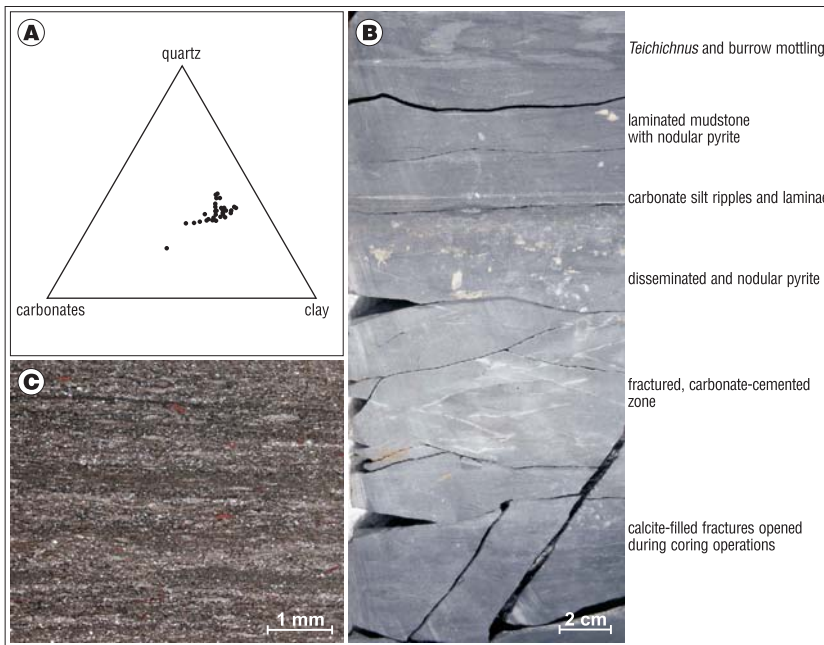 A
quartz
carbonates
clay
B
Teichichnus and burrow mottling
laminated mudstone
with nodular pyrite
carbonate silt ripples and laminae
disseminated and nodular pyrite
fractured, carbonate-cemented
zone
calcite-filled fractures opened
during coring operations
2 cm
C
1 mm